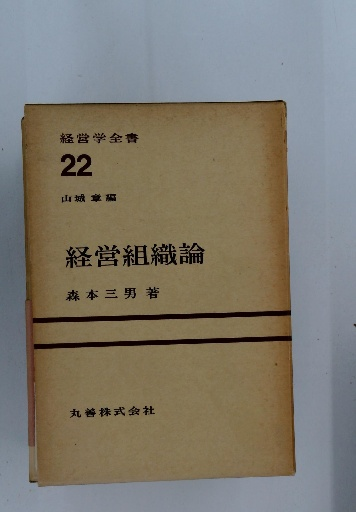 経営学全書
22
山城章編
経営組織論
森本三男著
丸善株式会社